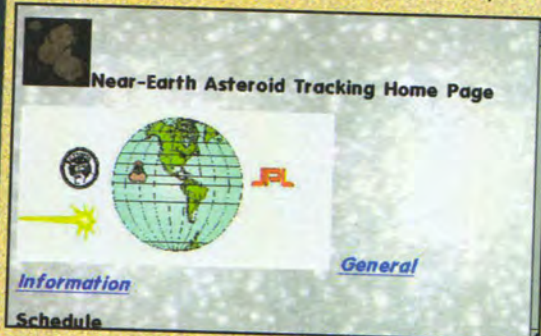 Near-Earth Asteroid Tracking Home Page
JPL
General
Information
Schedule